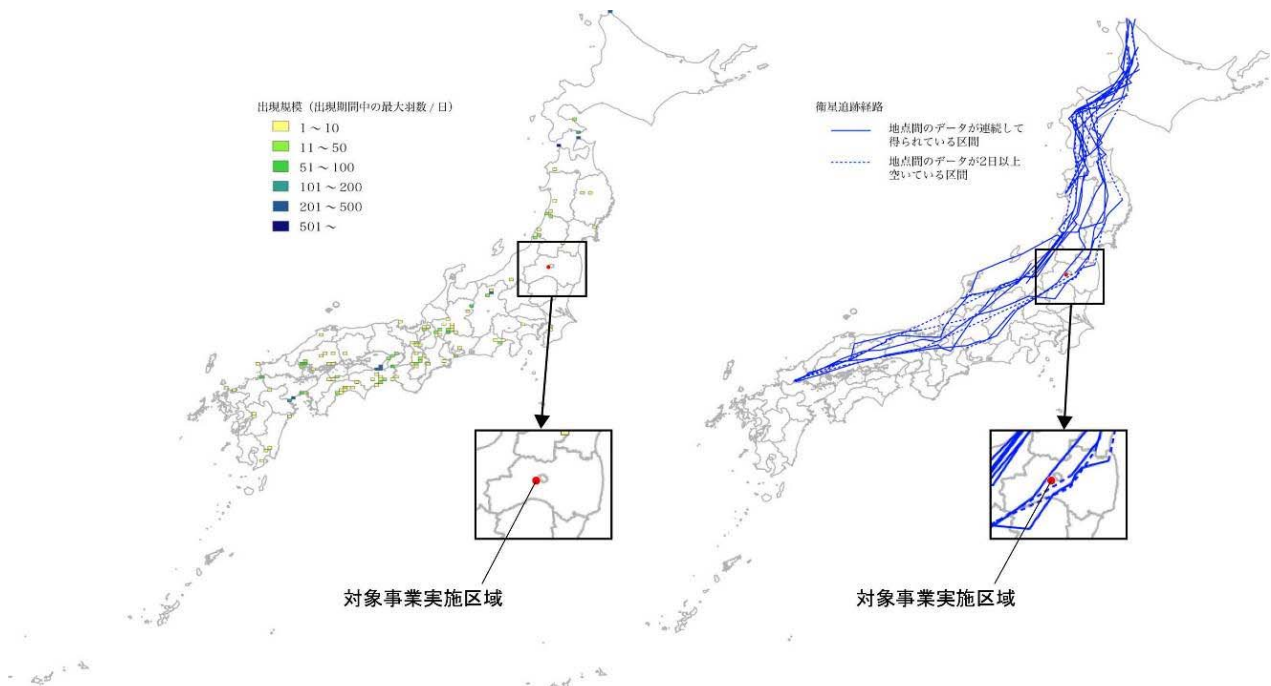 出現規模（出現期間中の最大羽数 / 日）
1～10
11～50
51～100
101～200
201～500
501～
対象事業実施区域
衛星追跡経路
地点間のデータが連続して
得られている区間
地点間のデータが2日以上
空いている区間
対象事業実施区域